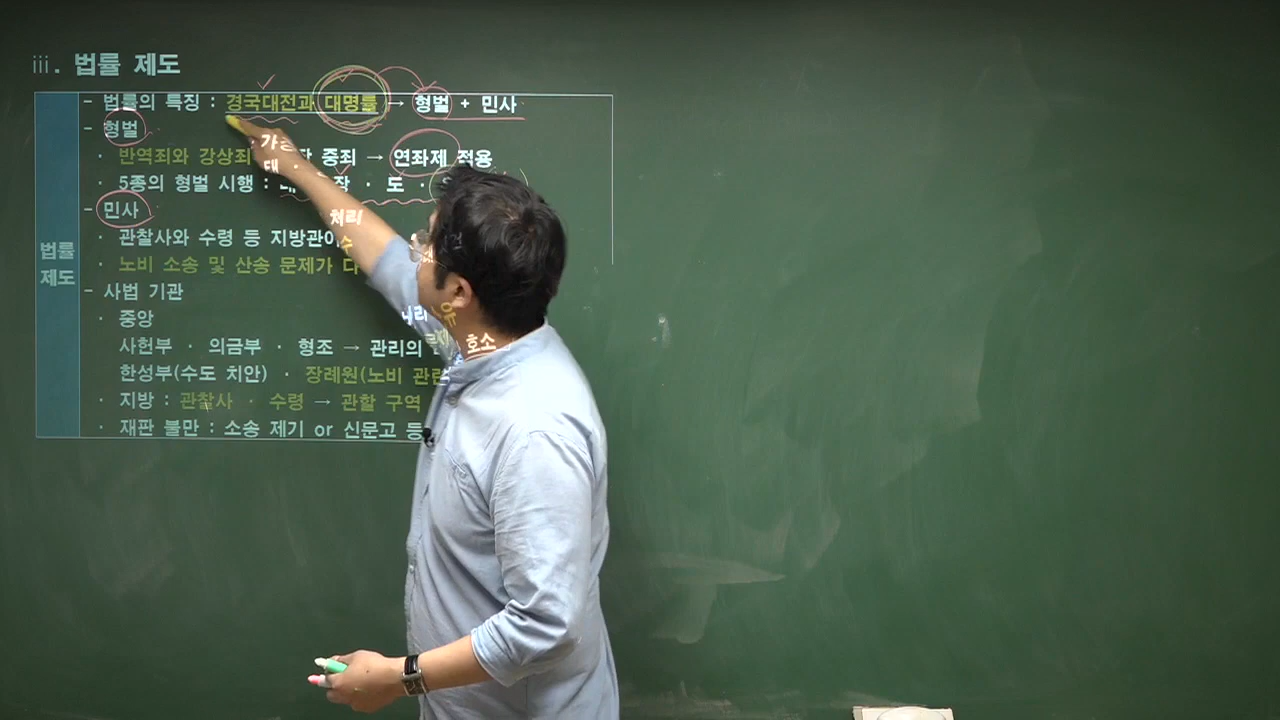 ⅲ. 법률 제도
법률 제도
- 법률의 특징 : 경국대전과 대명률 → 형벌 + 민사
- 형벌
· 반역죄와 강상죄 중죄 → 연좌제 적용
· 5종의 형벌 시행 : 장 · 도 ·
- 민사
· 관찰사와 수령 등 지방관이 처리
· 노비 소송 및 산송 문제가
- 사법 기관
· 중앙
사헌부 · 의금부 · 형조 → 관리의
한성부(수도 치안) · 장례원(노비 관련
· 지방 : 관찰사 · 수령 → 관할 구역
· 재판 불만 : 소송 제기 or 신문고 등 호소